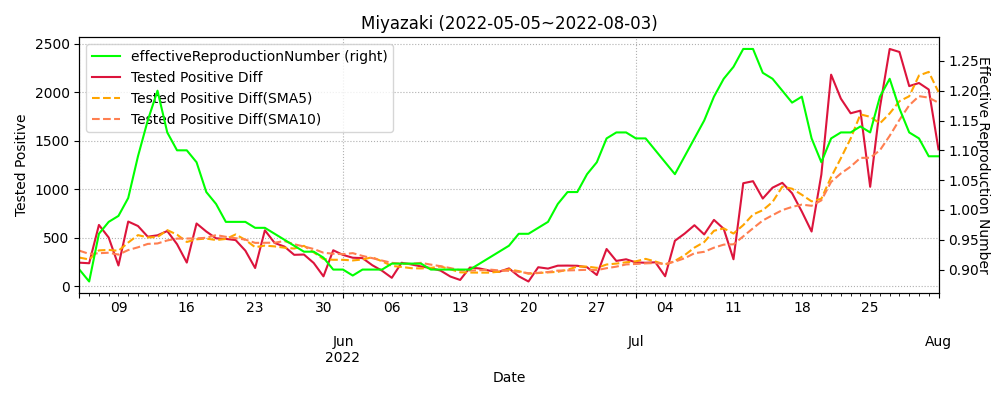 Miyazaki (2022-05-05~2022-08-03)
effectiveReproductionNumber (right)
Tested Positive Diff
Tested Positive Diff(SMA5)
Tested Positive Diff(SMA10)
Tested Positive
2500
2000
1500
1000
500
0
1.25
1.20
1.15
1.10
1.05
1.00
0.95
0.90
Effective Reproduction Number
09 16 23 30 06 13 20 27 04 11 18 25
Jun Jul Aug
2022
Date